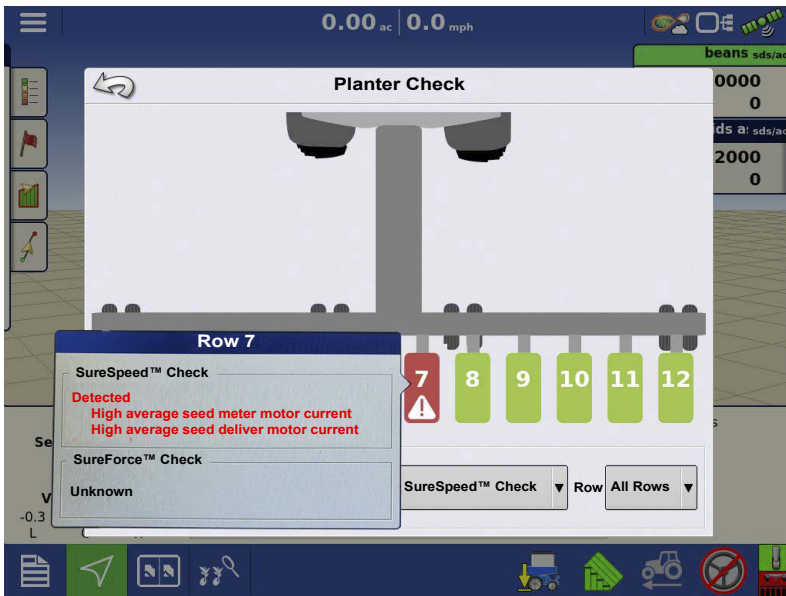 0.00 ac 0.0 mph
beans sds/ac
0000
0
ids a: sds/ac
2000
0
Planter Check
Row 7
SureSpeed™ Check
Detected
High average seed meter motor current
High average seed deliver motor current
SureForce™ Check
Unknown
7 8 9 10 11 12
SureSpeed™ Check ▼ Row All Rows ▼
Se
V
-0.3
L
s